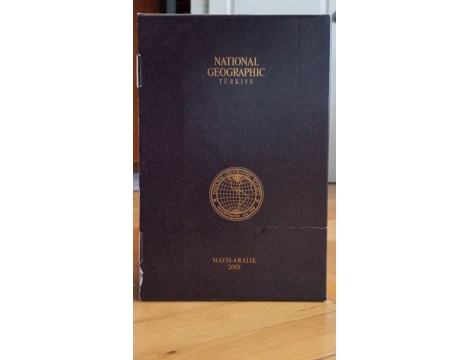 NATIONAL
GEOGRAPHIC
TÜRKİYE
MAYIS-ARALIK
2001